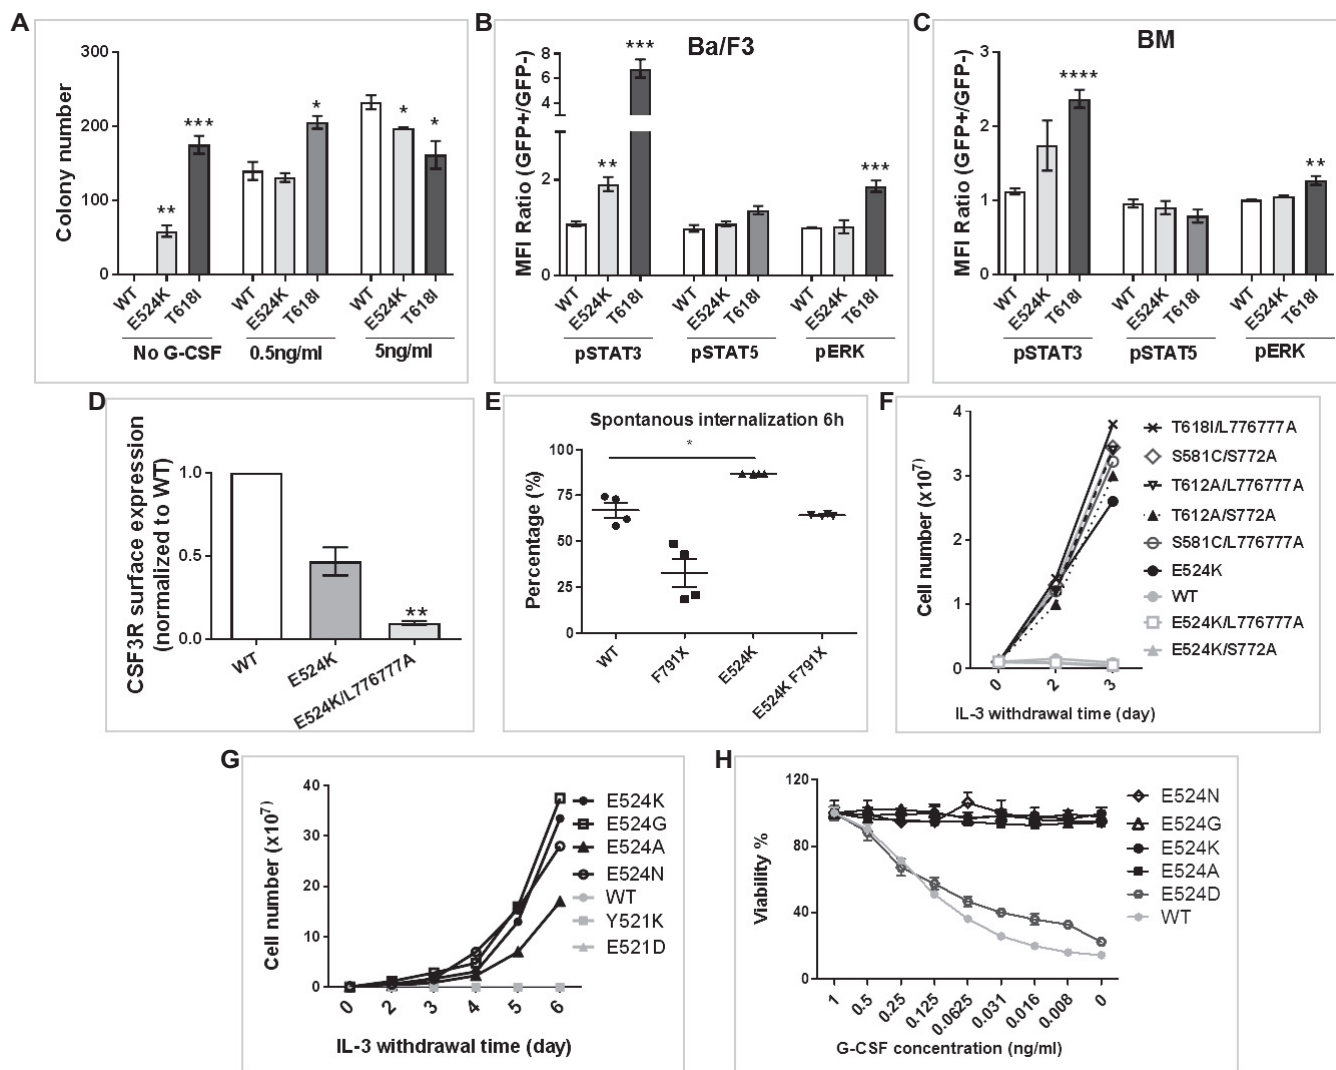 A
Colony number
300
200
100
0
** *** * * *
WT E524K T618I WT E524K T618I WT E524K T618I
No G-CSF 0.5ng/ml 5ng/ml
B
Ba/F3
MFI Ratio (GFP+/GFP-)
8
6
4
2
0
** *** ***
WT E524K T618I WT E524K T618I WT E524K T618I
pSTAT3 pSTAT5 pERK
C
BM
MFI Ratio (GFP+/GFP-)
3
2
1
0
**** **
WT E524K T618I WT E524K T618I WT E524K T618I
pSTAT3 pSTAT5 pERK
D
CSF3R surface expression
(normalized to WT)
1.0
0.5
0.0
**
WT E524K E524K/L776777A
E
Spontanous internalization 6h
*
Percentage (%)
100
75
50
25
0
WT F791X E524K E524K F791X
F
Cell number (x10⁷)
4
3
2
1
0
0 2 3
IL-3 withdrawal time (day)
T618I/L776777A
S581C/S772A
T612A/L776777A
T612A/S772A
S581C/L776777A
E524K
WT
E524K/L776777A
E524K/S772A
G
Cell number (x10⁷)
40
30
20
10
0
0 2 3 4 5 6
IL-3 withdrawal time (day)
E524K
E524G
E524A
E524N
WT
Y521K
E521D
H
Viability %
120
80
40
0
1 0.5 0.25 0.125 0.0625 0.031 0.016 0.008 0
G-CSF concentration (ng/ml)
E524N
E524G
E524K
E524A
E524D
WT